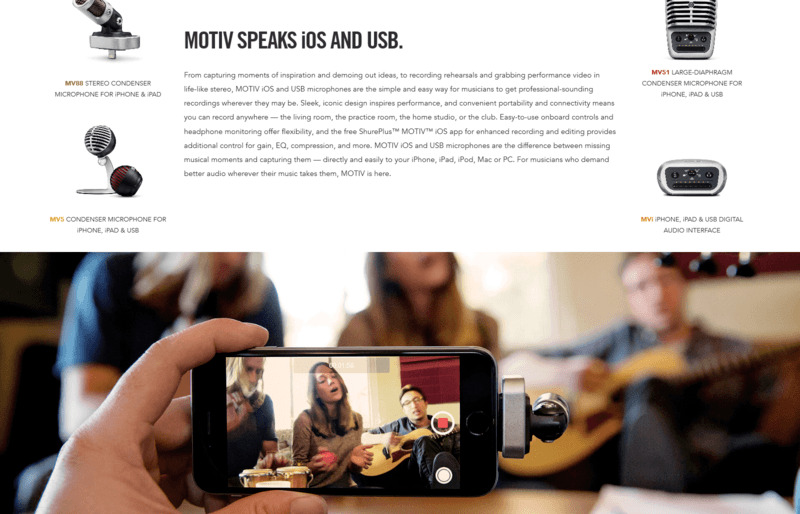 MOTIV SPEAKS iOS AND USB.
From capturing moments of inspiration and demoing out ideas, to recording rehearsals and grabbing performance video in
life-like stereo, MOTIV iOS and USB microphones are the simple and easy way for musicians to get professional-sounding
recordings wherever they may be. Sleek, iconic design inspires performance, and convenient portability and connectivity means
you can record anywhere — the living room, the practice room, the home studio, or the club. Easy-to-use onboard controls and
headphone monitoring offer flexibility, and the free ShurePlus™ MOTIV™ iOS app for enhanced recording and editing provides
additional control for gain, EQ, compression, and more. MOTIV iOS and USB microphones are the difference between missing
musical moments and capturing them — directly and easily to your iPhone, iPad, iPod, Mac or PC. For musicians who demand
better audio wherever their music takes them, MOTIV is here.
MV88 STEREO CONDENSER
MICROPHONE FOR iPHONE & iPAD
MV5 CONDENSER MICROPHONE FOR
iPHONE, iPAD & USB
MV51 LARGE-DIAPHRAGM
CONDENSER MICROPHONE FOR
iPHONE, iPAD & USB
MVi iPHONE, iPAD & USB DIGITAL
AUDIO INTERFACE